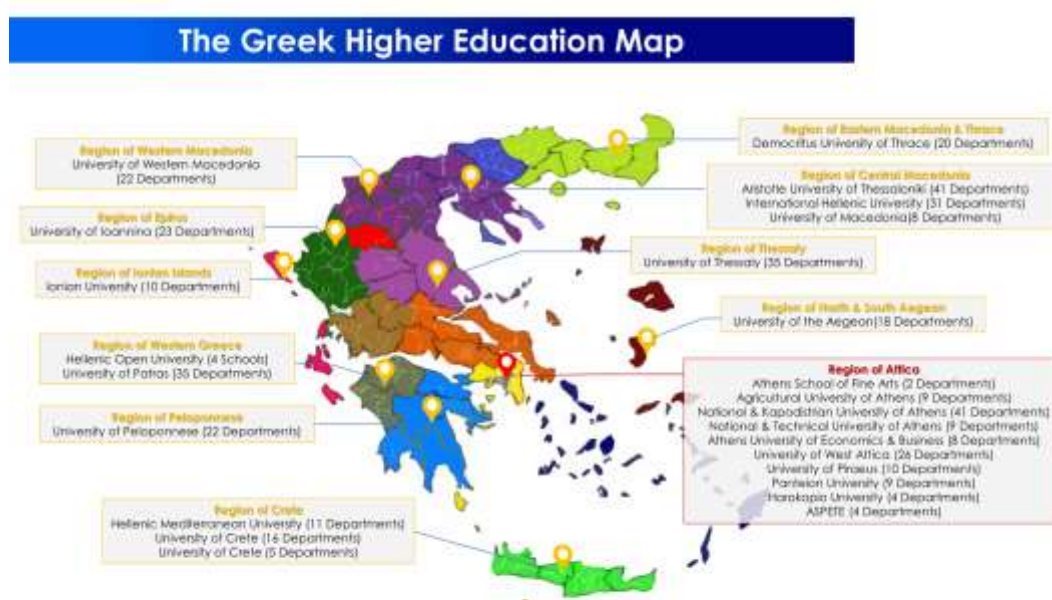 The Greek Higher Education Map
Region of Western Macedonia
University of Western Macedonia
(22 Departments)
Region of Epirus
University of Ioannina (23 Departments)
Region of Ionian Islands
Ionian University (10 Departments)
Region of Western Greece
Hellenic Open University (4 Schools)
University of Patras (35 Departments)
Region of Peloponnese
University of Peloponnese (22 Departments)
Region of Crete
Hellenic Mediterranean University (11 Departments)
University of Crete (16 Departments)
University of Crete (5 Departments)
Region of Eastern Macedonia & Thrace
Democritus University of Thrace (20 Departments)
Region of Central Macedonia
Aristotle University of Thessaloniki (41 Departments)
International Hellenic University (31 Departments)
University of Macedonia(8 Departments)
Region of Thessaly
University of Thessaly (35 Departments)
Region of North & South Aegean
University of the Aegean(18 Departments)
Region of Attica
Athens School of Fine Arts (2 Departments)
Agricultural University of Athens (9 Departments)
National & Kapodistrian University of Athens (41 Departments)
National & Technical University of Athens (9 Departments)
Athens University of Economics & Business (8 Departments)
University of West Attica (26 Departments)
University of Piraeus (10 Departments)
Panteion University (9 Departments)
Harokopio University (4 Departments)
ASPETE (4 Departments)